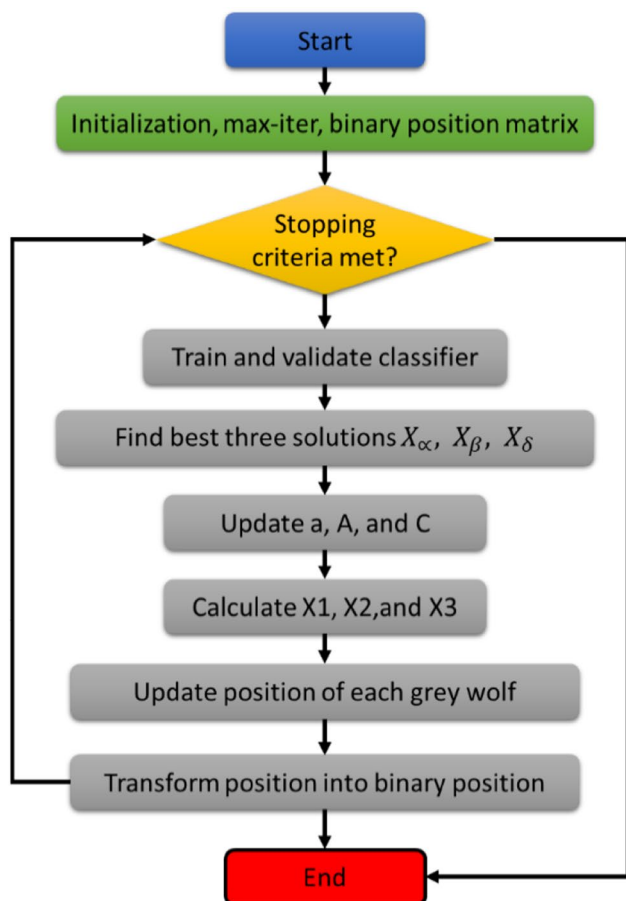 Start
Initialization, max-iter, binary position matrix
Stopping
criteria met?
Train and validate classifier
Find best three solutions X∝, Xβ, Xδ
Update a, A, and C
Calculate X1, X2,and X3
Update position of each grey wolf
Transform position into binary position
End